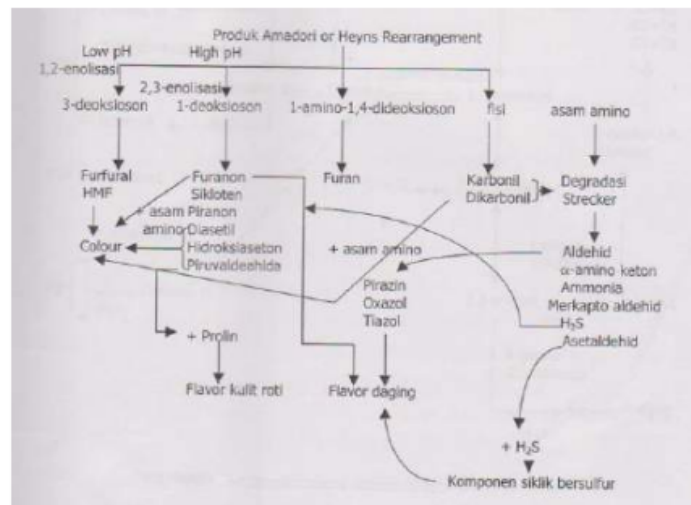 Produk Amadori or Heyns Rearrangement
Low pH
High pH
1,2-enolisasi
2,3-enolisasi
3-deoksioson
1-deoksioson
1-amino-1,4-dideoksioson
fisi
asam amino
Furfural
HMF
Furanon
Sikloten
Furan
Karbonil
Dikarbonil
Degradasi
Strecker
+ asam
amino
Piranon
Diasetil
Hidroksiaseton
Piruvaldeahida
Colour
+ asam amino
Aldehid
α-amino keton
Ammonia
Merkapto aldehid
H₂S
Asetaldehid
Pirazin
Oxazol
Tiazol
+ Prolin
Flavor kulit roti
Flavor daging
+ H₂S
Komponen siklik bersulfur